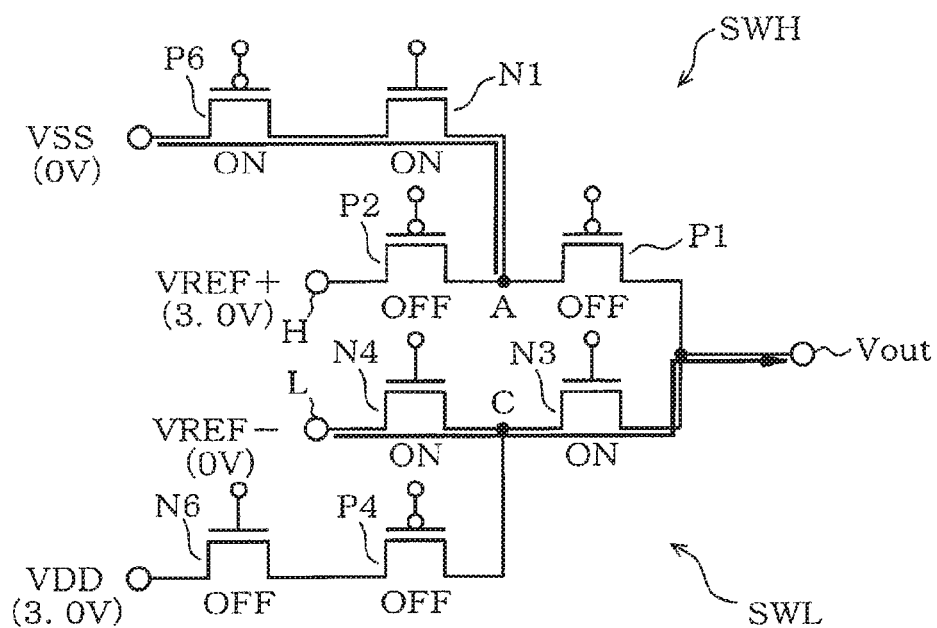 SWH
P6
N1
VSS
(0V)
ON
ON
P2
P1
VREF+
(3. 0V)
H
OFF
A
OFF
N4
N3
Vout
L
C
VREF-
(0V)
ON
ON
N6
P4
VDD
(3. 0V)
OFF
OFF
SWL